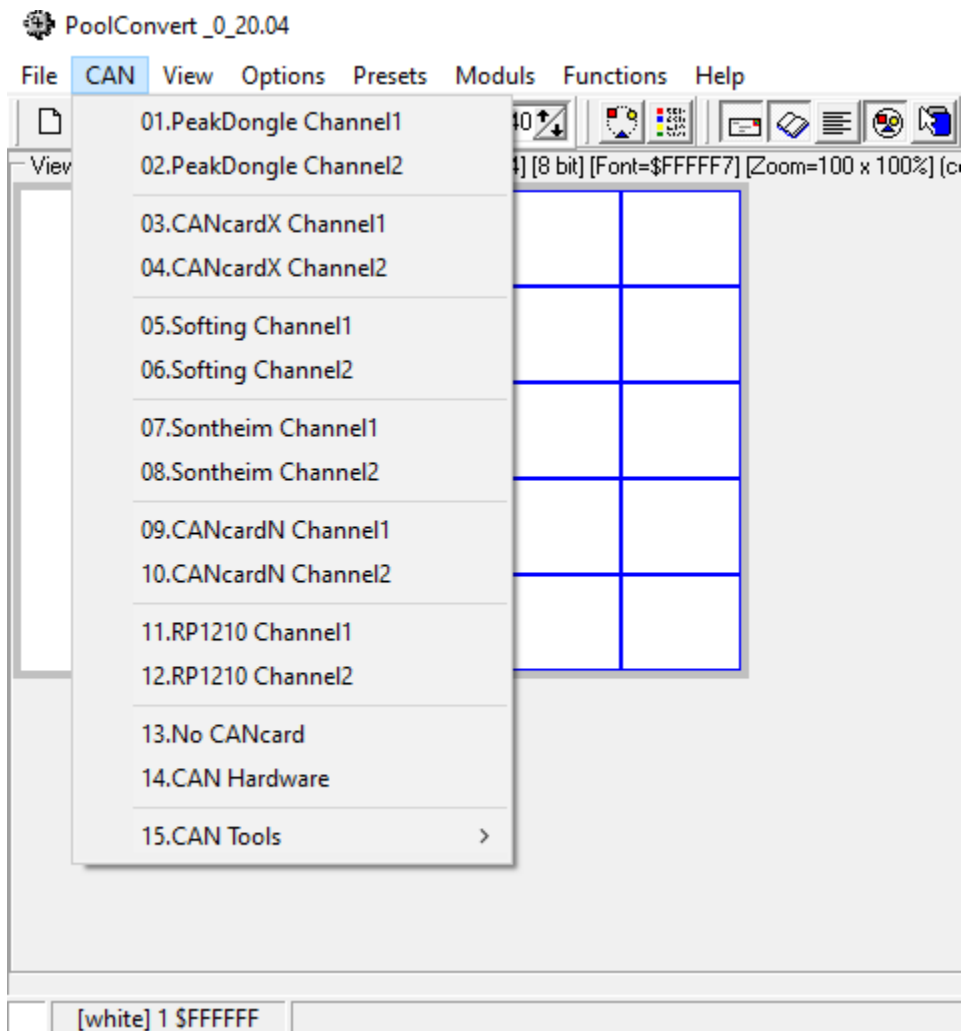 PoolConvert _0_20.04
File CAN View Options Presets Moduls Functions Help
01.PeakDongle Channel1
02.PeakDongle Channel2
03.CANcardX Channel1
04.CANcardX Channel2
05.Softing Channel1
06.Softing Channel2
07.Sontheim Channel1
08.Sontheim Channel2
09.CANcardN Channel1
10.CANcardN Channel2
11.RP1210 Channel1
12.RP1210 Channel2
13.No CANcard
14.CAN Hardware
15.CAN Tools
40
View 4] [8 bit] [Font=$FFFFF7] [Zoom=100 x 100%]
[white] 1 $FFFFFF